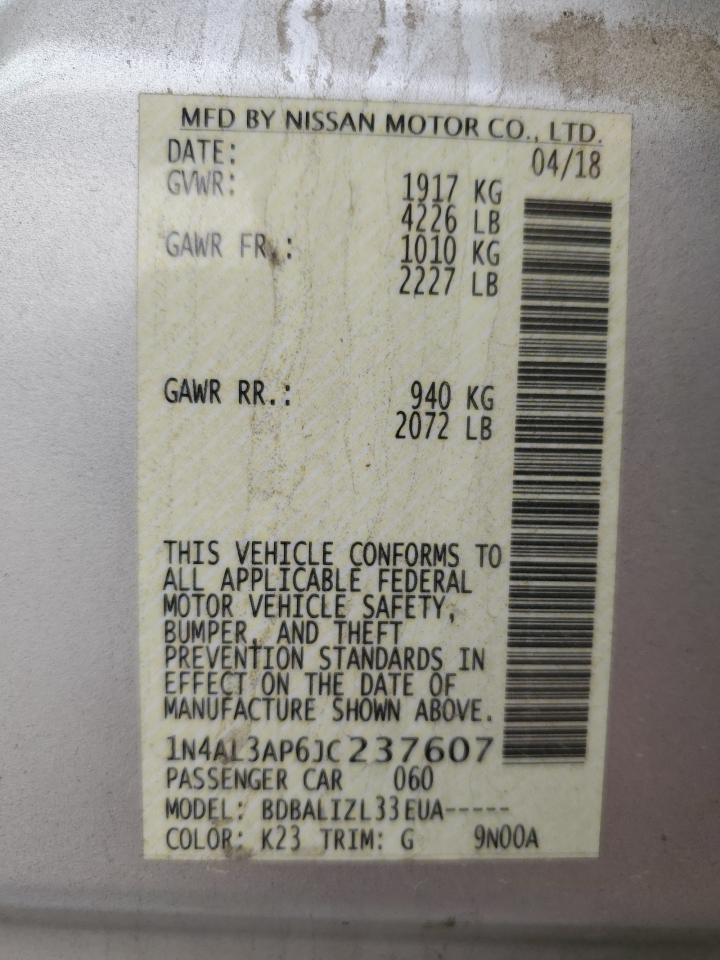 MFD BY NISSAN MOTOR CO., LTD.
DATE: 04/18
GVWR: 1917 KG
4226 LB
GAWR FR.: 1010 KG
2227 LB
GAWR RR.: 940 KG
2072 LB
THIS VEHICLE CONFORMS TO
ALL APPLICABLE FEDERAL
MOTOR VEHICLE SAFETY,
BUMPER, AND THEFT
PREVENTION STANDARDS IN
EFFECT ON THE DATE OF
MANUFACTURE SHOWN ABOVE.
1N4AL3AP6JC237607
PASSENGER CAR 060
MODEL: BDBALIZL33EUA-----
COLOR: K23 TRIM: G 9N00A